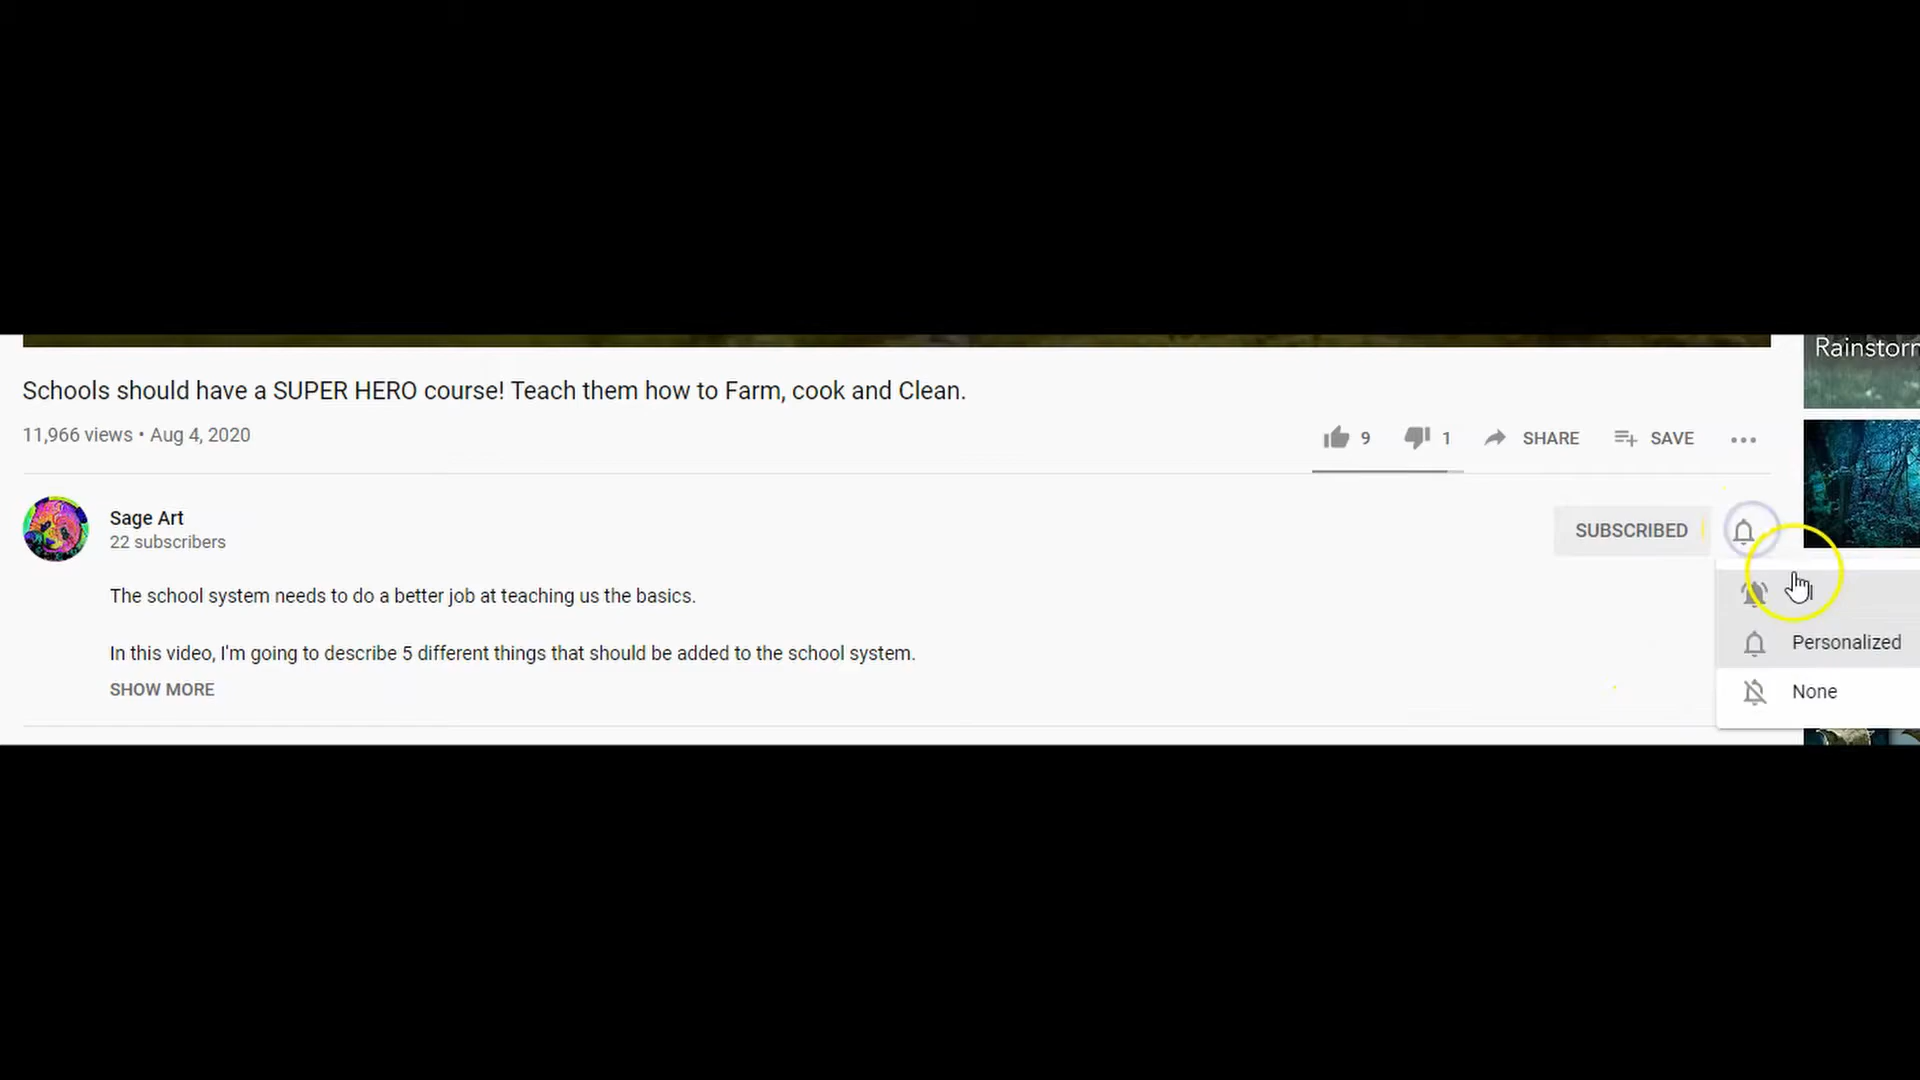 Rainstorm
Schools should have a SUPER HERO course! Teach them how to Farm, cook and Clean.
11,966 views • Aug 4, 2020
9 1 SHARE SAVE
Sage Art
22 subscribers
SUBSCRIBED
The school system needs to do a better job at teaching us the basics.
Personalized
In this video, I'm going to describe 5 different things that should be added to the school system.
SHOW MORE
None